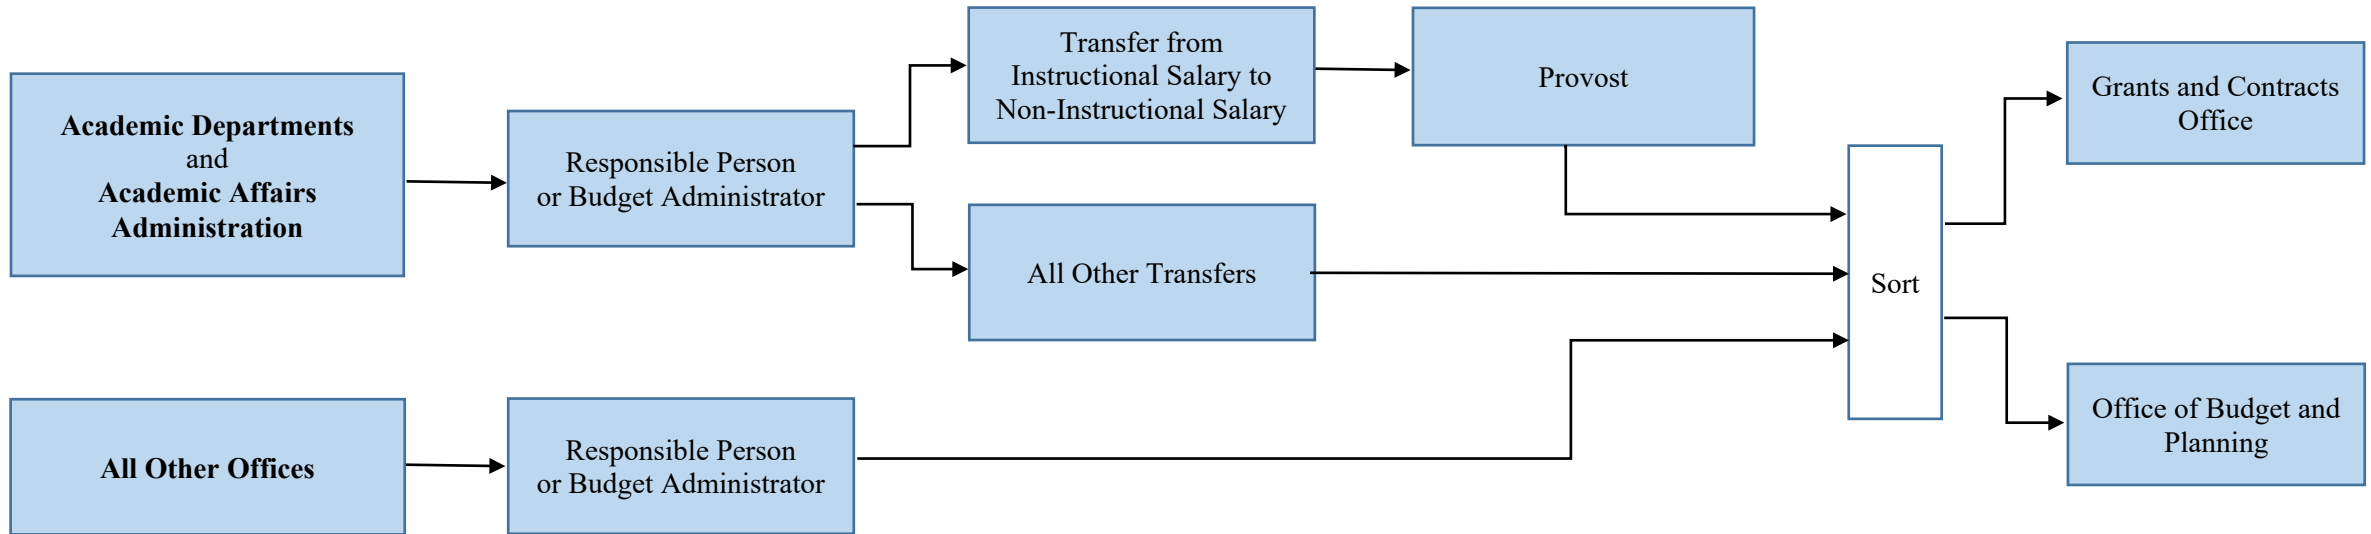 Academic Departments
and
Academic Affairs
Administration
Responsible Person
or Budget Administrator
Transfer from
Instructional Salary to
Non-Instructional Salary
Provost
All Other Transfers
Sort
Grants and Contracts
Office
Office of Budget and
Planning
All Other Offices
Responsible Person
or Budget Administrator